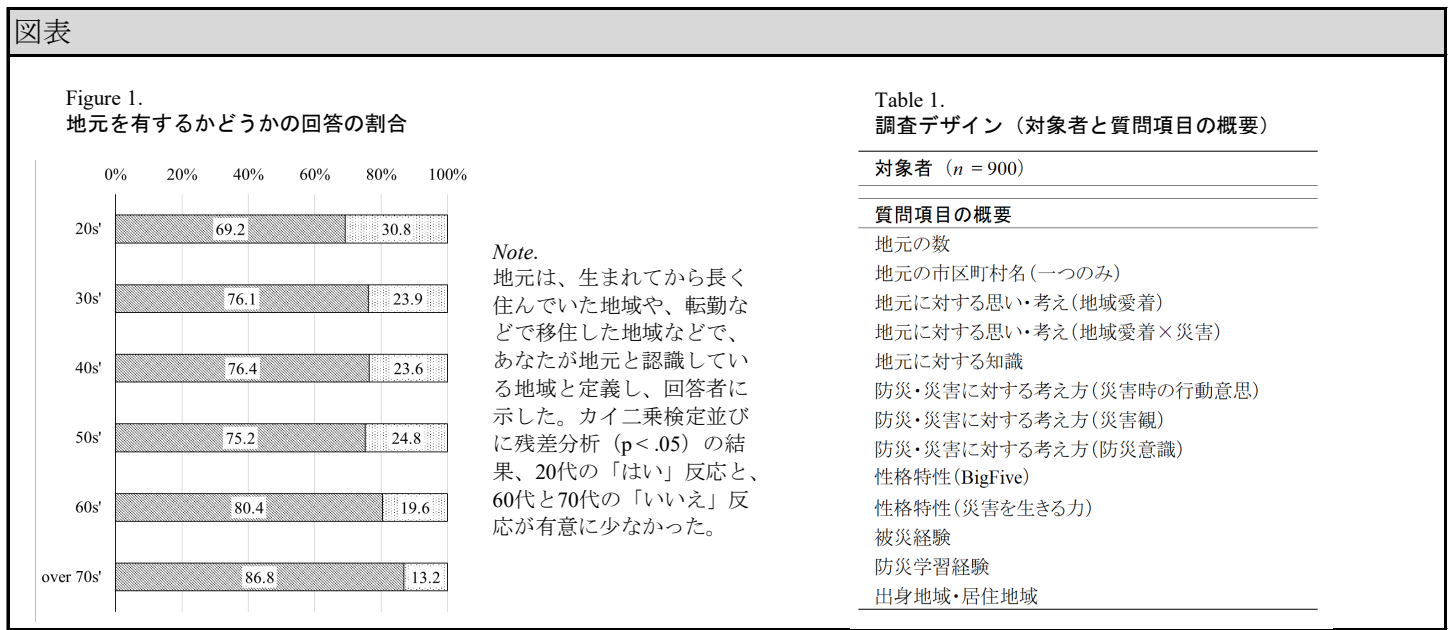 図表
Figure 1.
地元を有するかどうかの回答の割合
0% 20% 40% 60% 80% 100%
20s' 69.2 30.8
30s' 76.1 23.9
40s' 76.4 23.6
50s' 75.2 24.8
60s' 80.4 19.6
over 70s' 86.8 13.2
Note.
地元は、生まれてから長く
住んでいた地域や、転勤な
どで移住した地域などで、
あなたが地元と認識してい
る地域と定義し、回答者に
示した。カイ二乗検定並び
に残差分析（p < .05）の結
果、20代の「はい」反応と、
60代と70代の「いいえ」反
応が有意に少なかった。
Table 1.
調査デザイン（対象者と質問項目の概要）
対象者（n = 900）
質問項目の概要
地元の数
地元の市区町村名（一つのみ）
地元に対する思い・考え（地域愛着）
地元に対する思い・考え（地域愛着×災害）
地元に対する知識
防災・災害に対する考え方（災害時の行動意思）
防災・災害に対する考え方（災害観）
防災・災害に対する考え方（防災意識）
性格特性（BigFive）
性格特性（災害を生きる力）
被災経験
防災学習経験
出身地域・居住地域